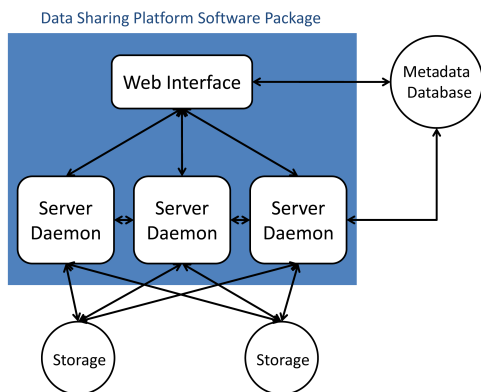 Data Sharing Platform Software Package
Web Interface
Metadata
Database
Server
Daemon
Server
Daemon
Server
Daemon
Storage
Storage